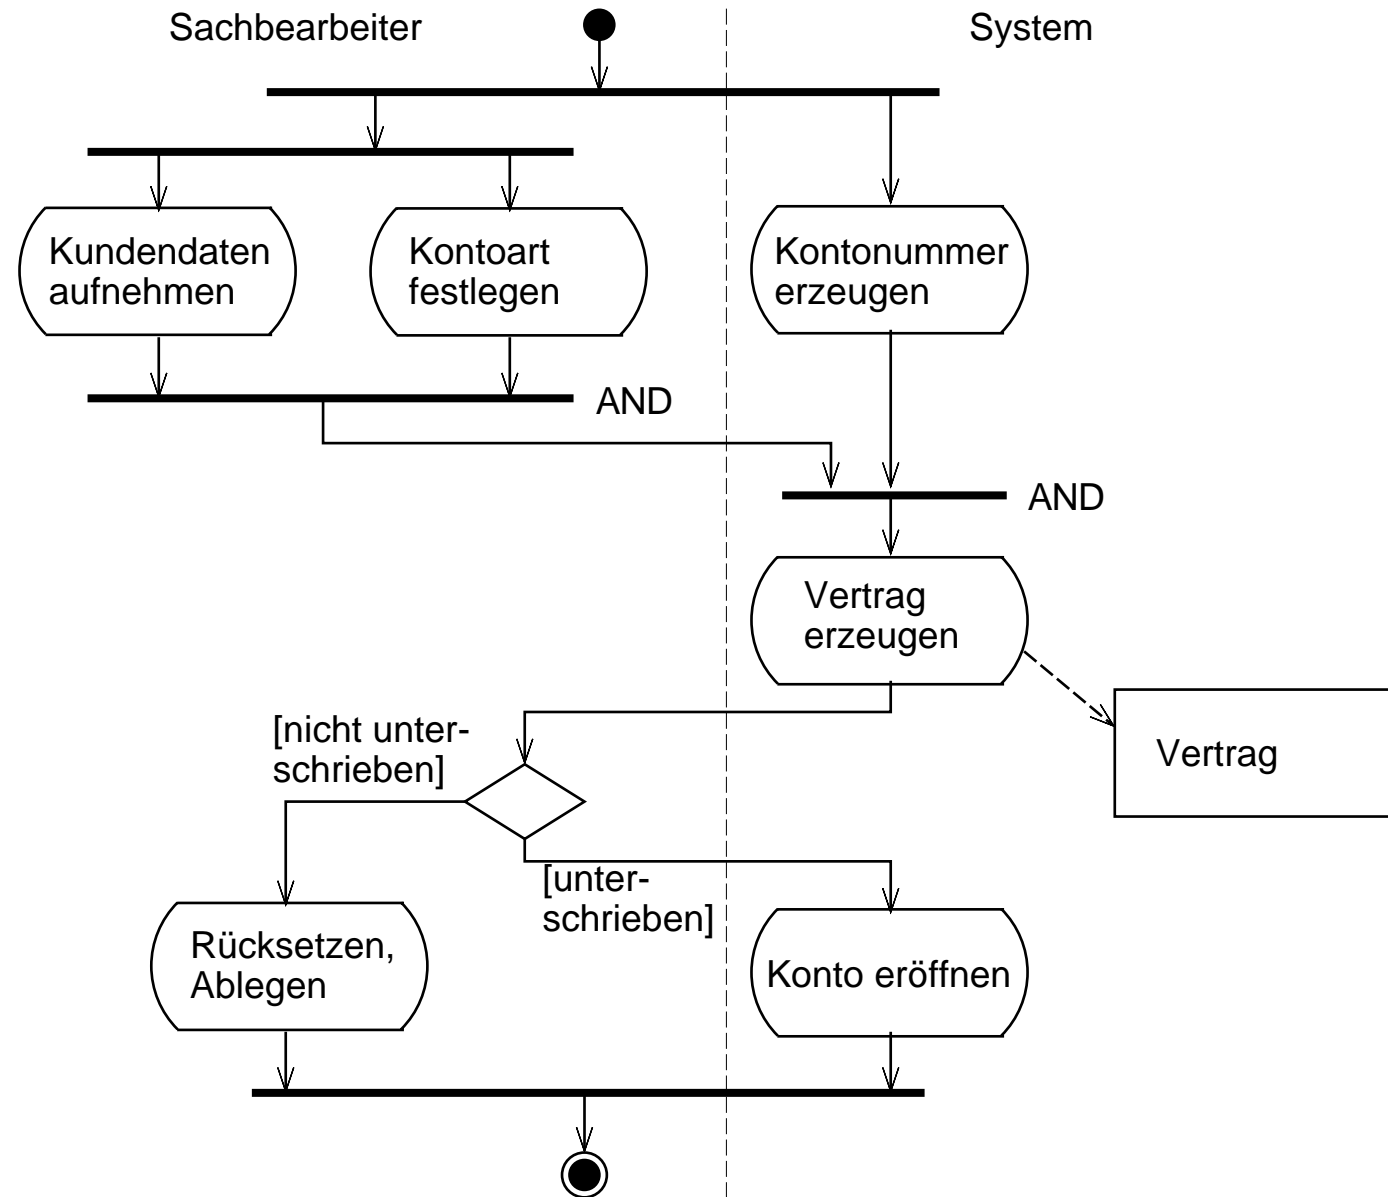 Sachbearbeiter
System
Kundendaten
aufnehmen
Kontoart
festlegen
Kontonummer
erzeugen
AND
AND
Vertrag
erzeugen
[nicht unter-
schrieben]
Vertrag
[unter-
schrieben]
Rücksetzen,
Ablegen
Konto eröffnen